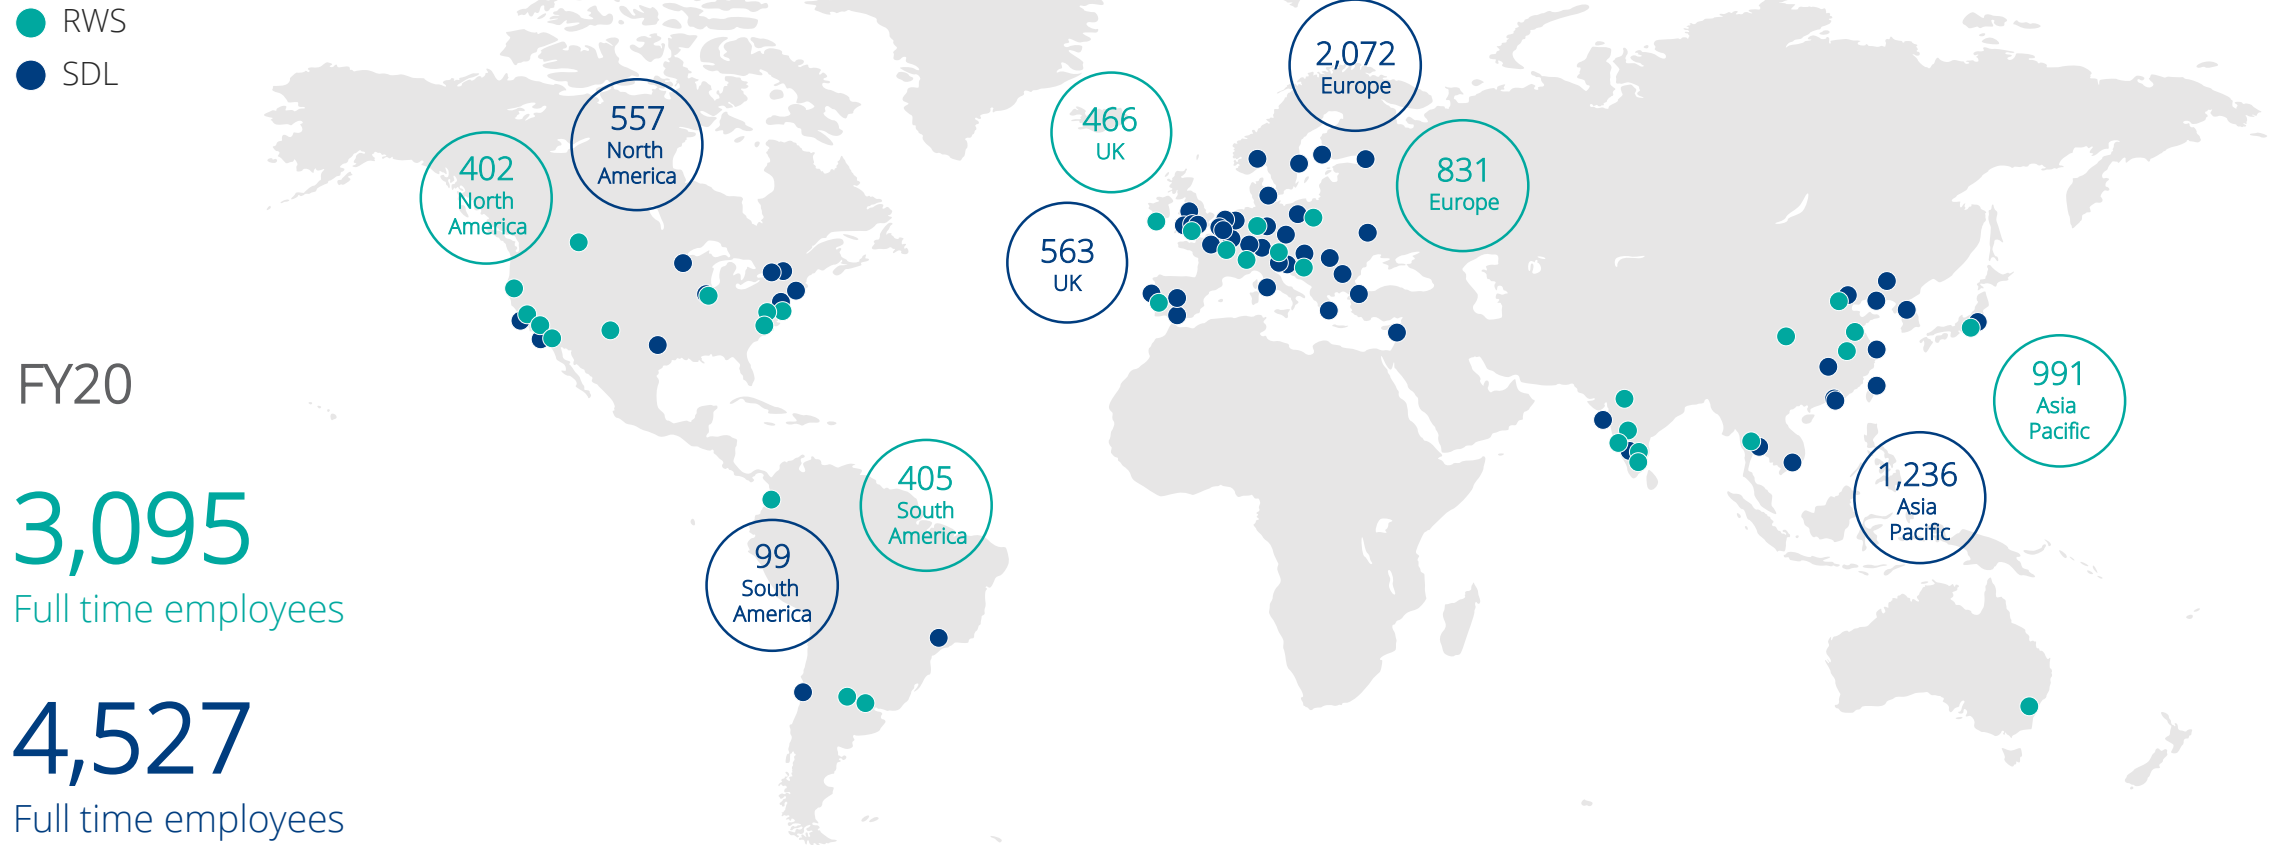 RWS
SDL
FY20
3,095
Full time employees
4,527
Full time employees
402
North
America
557
North
America
466
UK
563
UK
2,072
Europe
831
Europe
405
South
America
99
South
America
991
Asia
Pacific
1,236
Asia
Pacific